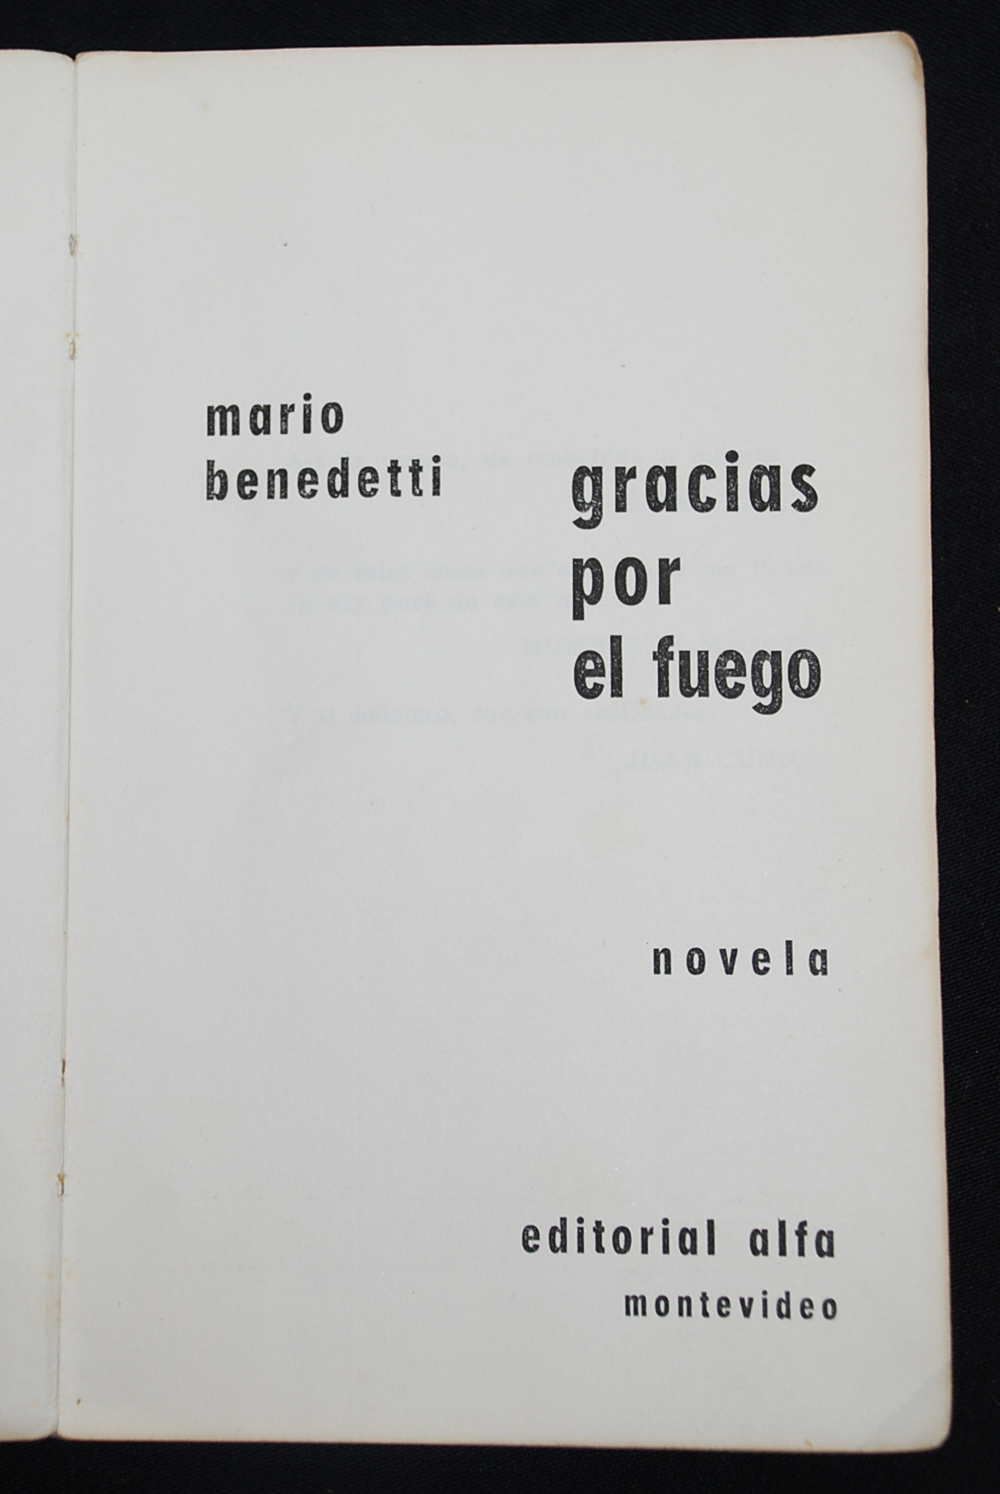 mario
benedetti
gracias
por
el fuego
novela
editorial alfa
montevideo